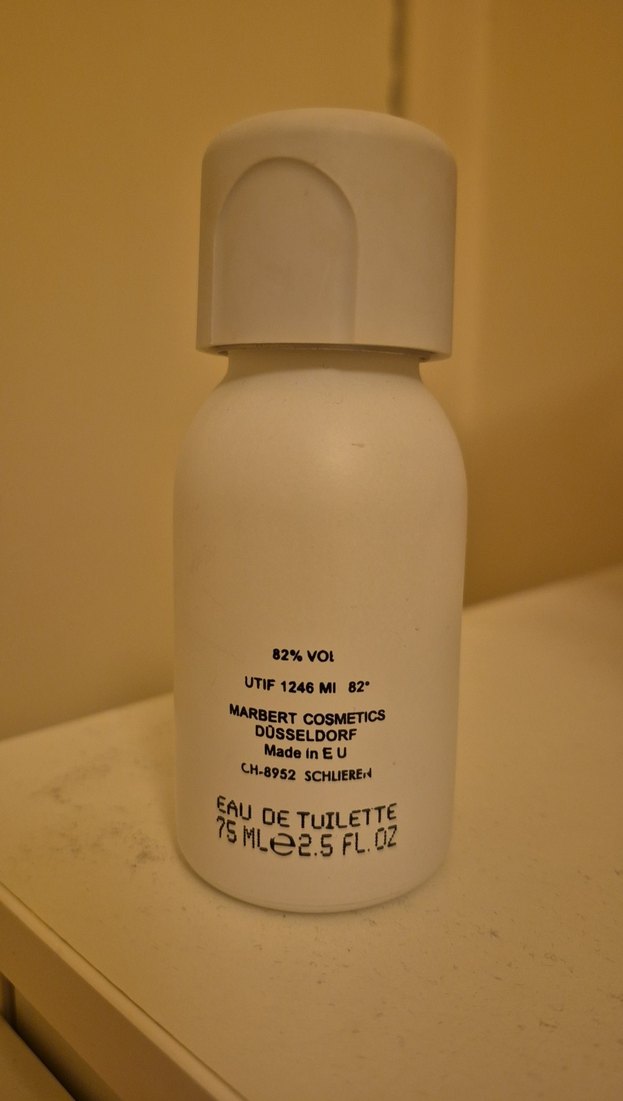 82% VOL
UTIF 1246 MI 82°
MARBERT COSMETICS
DÜSSELDORF
Made in E U
CH-8952 SCHLIEREN
EAU DE TUILETTE
75 ML e 2.5 FL. OZ